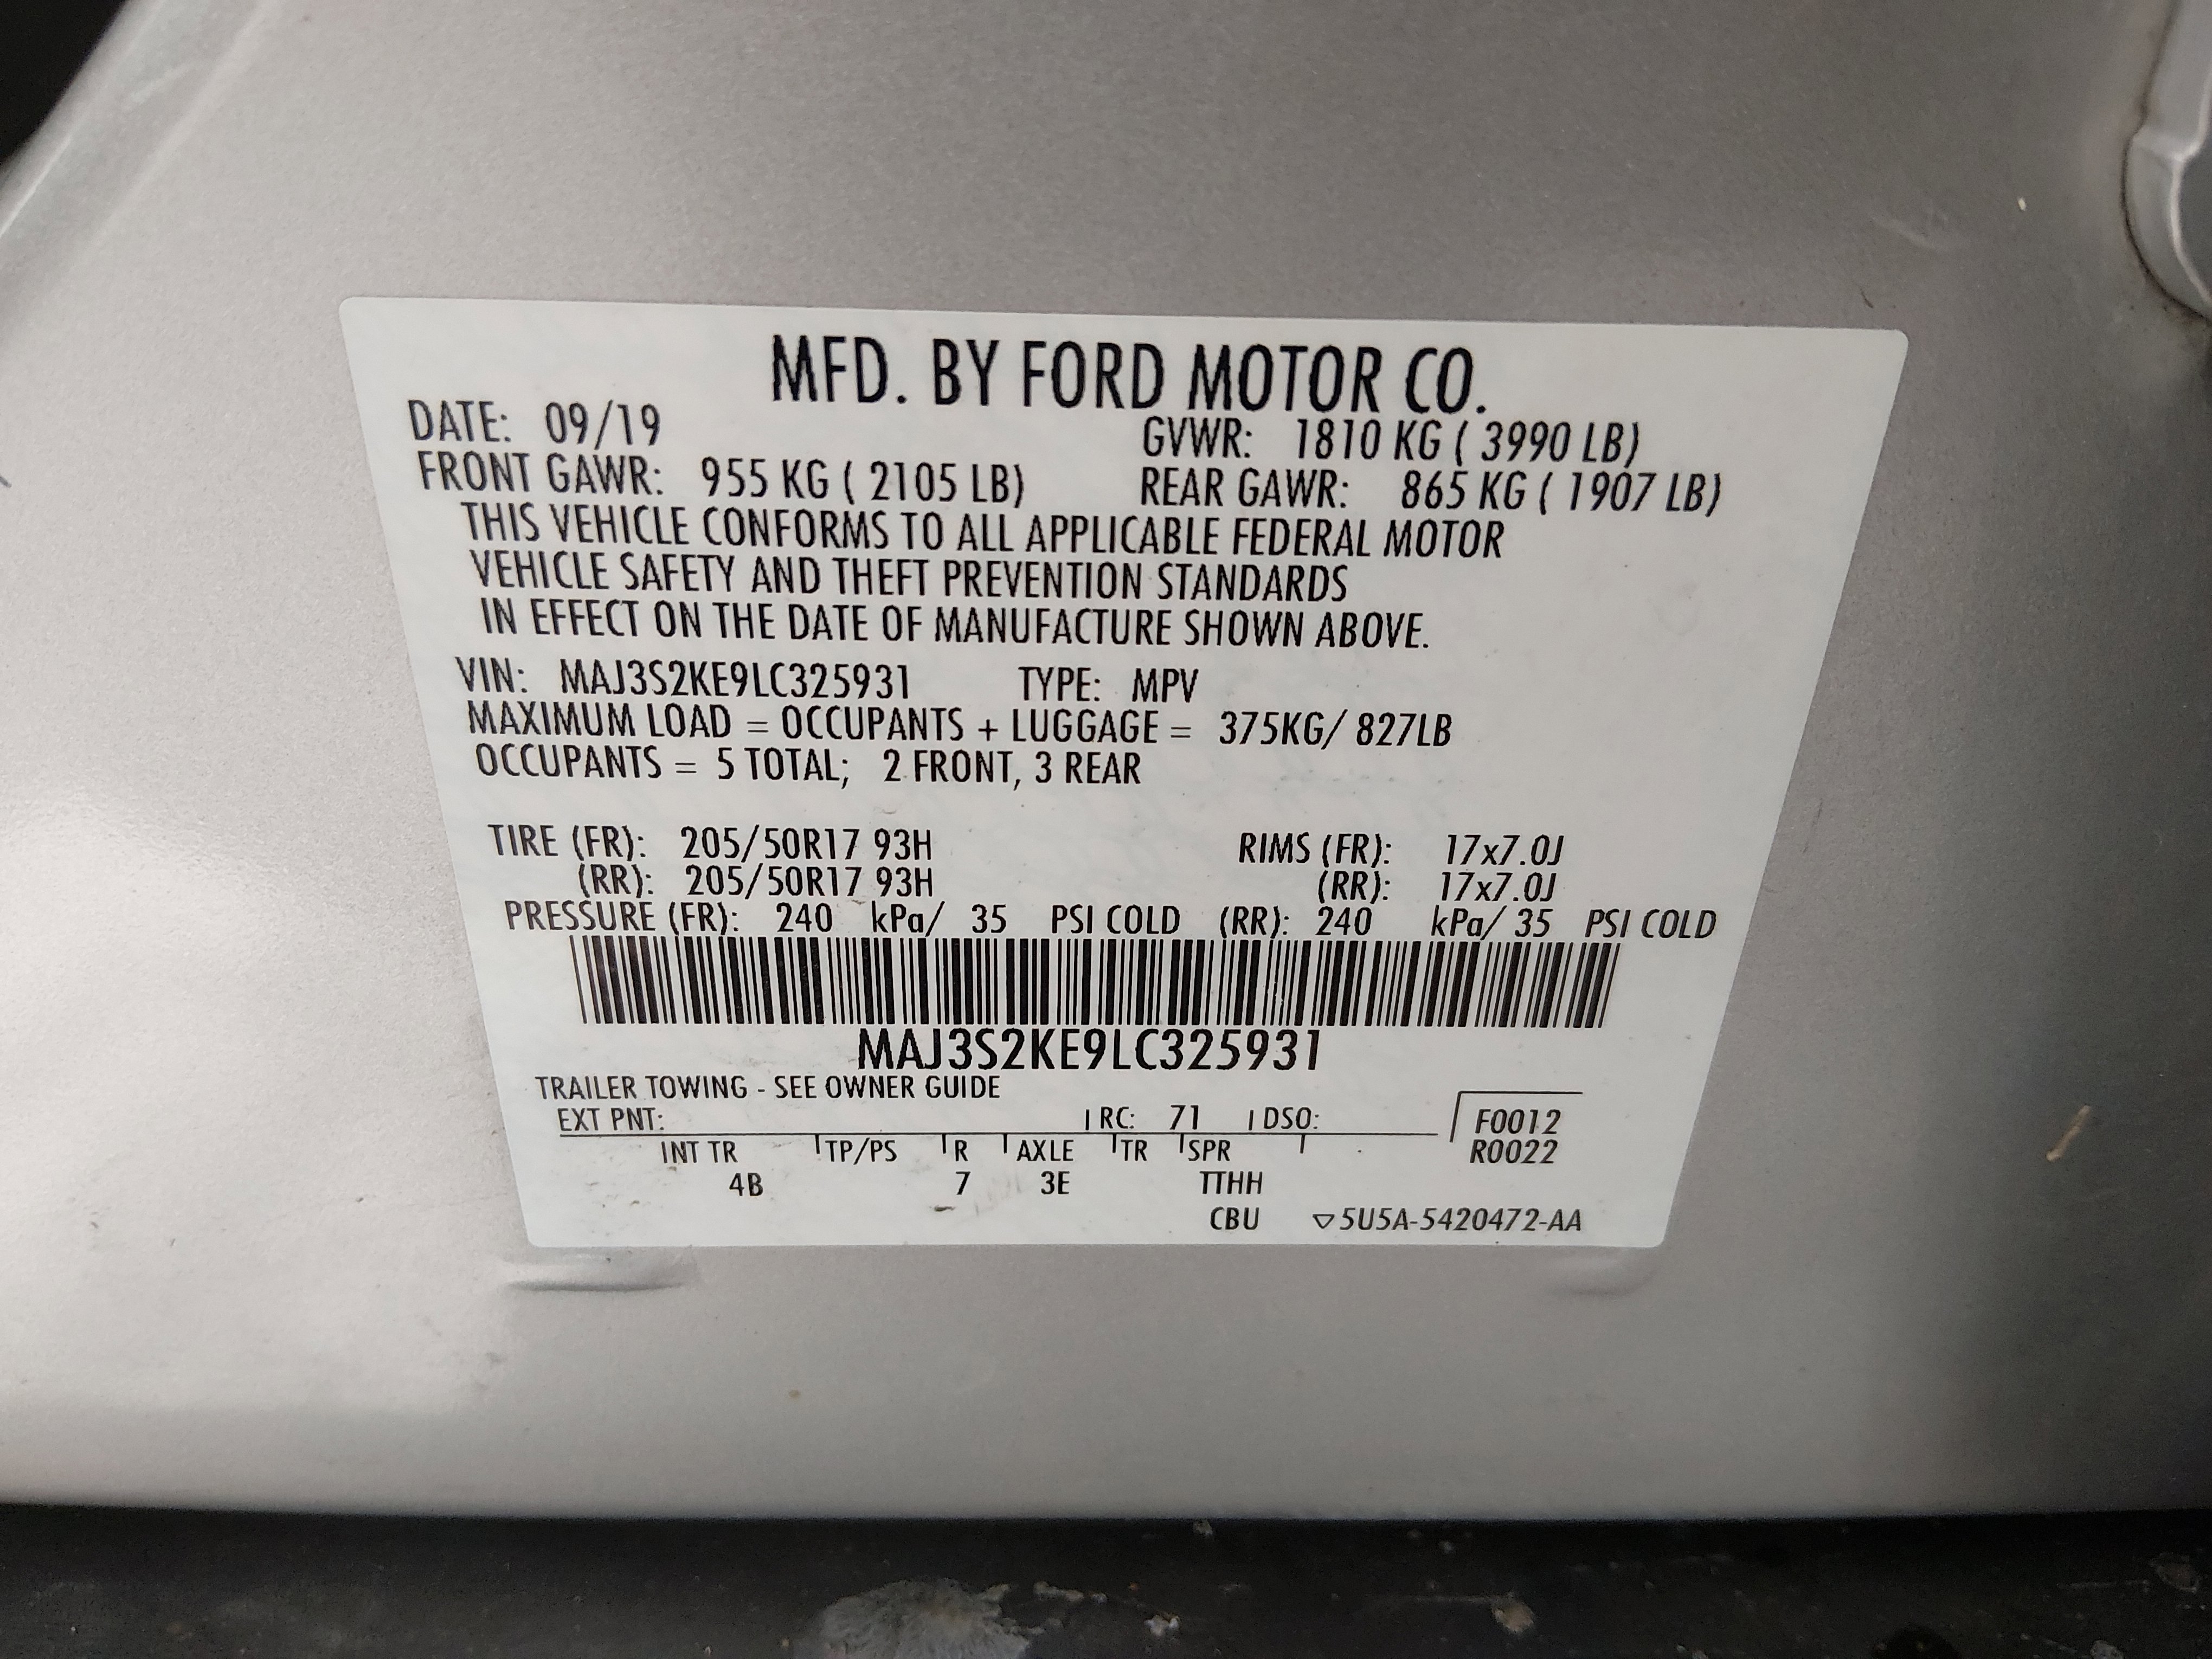 MFD. BY FORD MOTOR CO.
DATE: 09/19 GVWR: 1810 KG ( 3990 LB)
FRONT GAWR: 955 KG ( 2105 LB) REAR GAWR: 865 KG ( 1907 LB)
THIS VEHICLE CONFORMS TO ALL APPLICABLE FEDERAL MOTOR
VEHICLE SAFETY AND THEFT PREVENTION STANDARDS
IN EFFECT ON THE DATE OF MANUFACTURE SHOWN ABOVE.
VIN: MAJ3S2KE9LC325931 TYPE: MPV
MAXIMUM LOAD = OCCUPANTS + LUGGAGE = 375KG/ 827LB
OCCUPANTS = 5 TOTAL; 2 FRONT, 3 REAR
TIRE (FR): 205/50R17 93H RIMS (FR): 17x7.0J
(RR): 205/50R17 93H (RR): 17x7.0J
PRESSURE (FR): 240 kPa/ 35 PSI COLD (RR): 240 kPa/ 35 PSI COLD
MAJ3S2KE9LC325931
TRAILER TOWING - SEE OWNER GUIDE
EXT PNT: RC: 71 DSO: F0012
INT TR TP/PS R AXLE TR SPR R0022
4B 7 3E TTHH
CBU ▽5U5A-5420472-AA